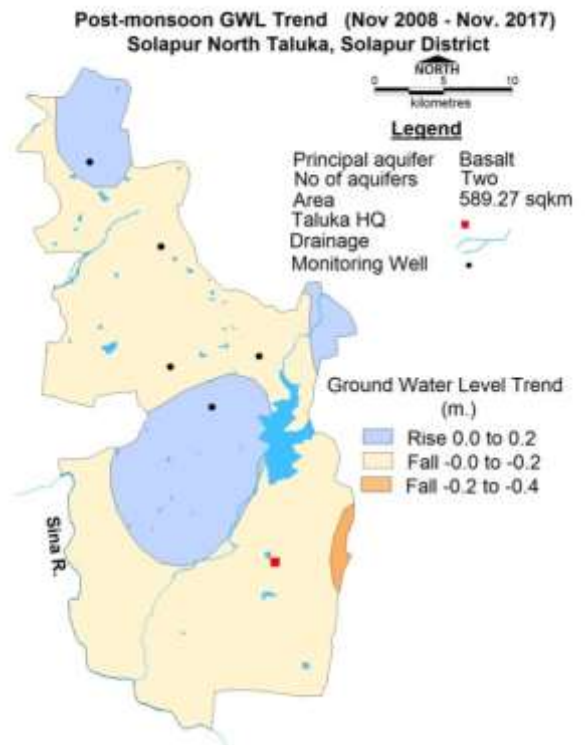 Post-monsoon GWL Trend (Nov 2008 - Nov. 2017)
Solapur North Taluka, Solapur District
NORTH
0 5 10
kilometres
Legend
Principal aquifer Basalt
No of aquifers Two
Area 589.27 sqkm
Taluka HQ
Drainage
Monitoring Well
Ground Water Level Trend
(m.)
Rise 0.0 to 0.2
Fall -0.0 to -0.2
Fall -0.2 to -0.4
Sina R.